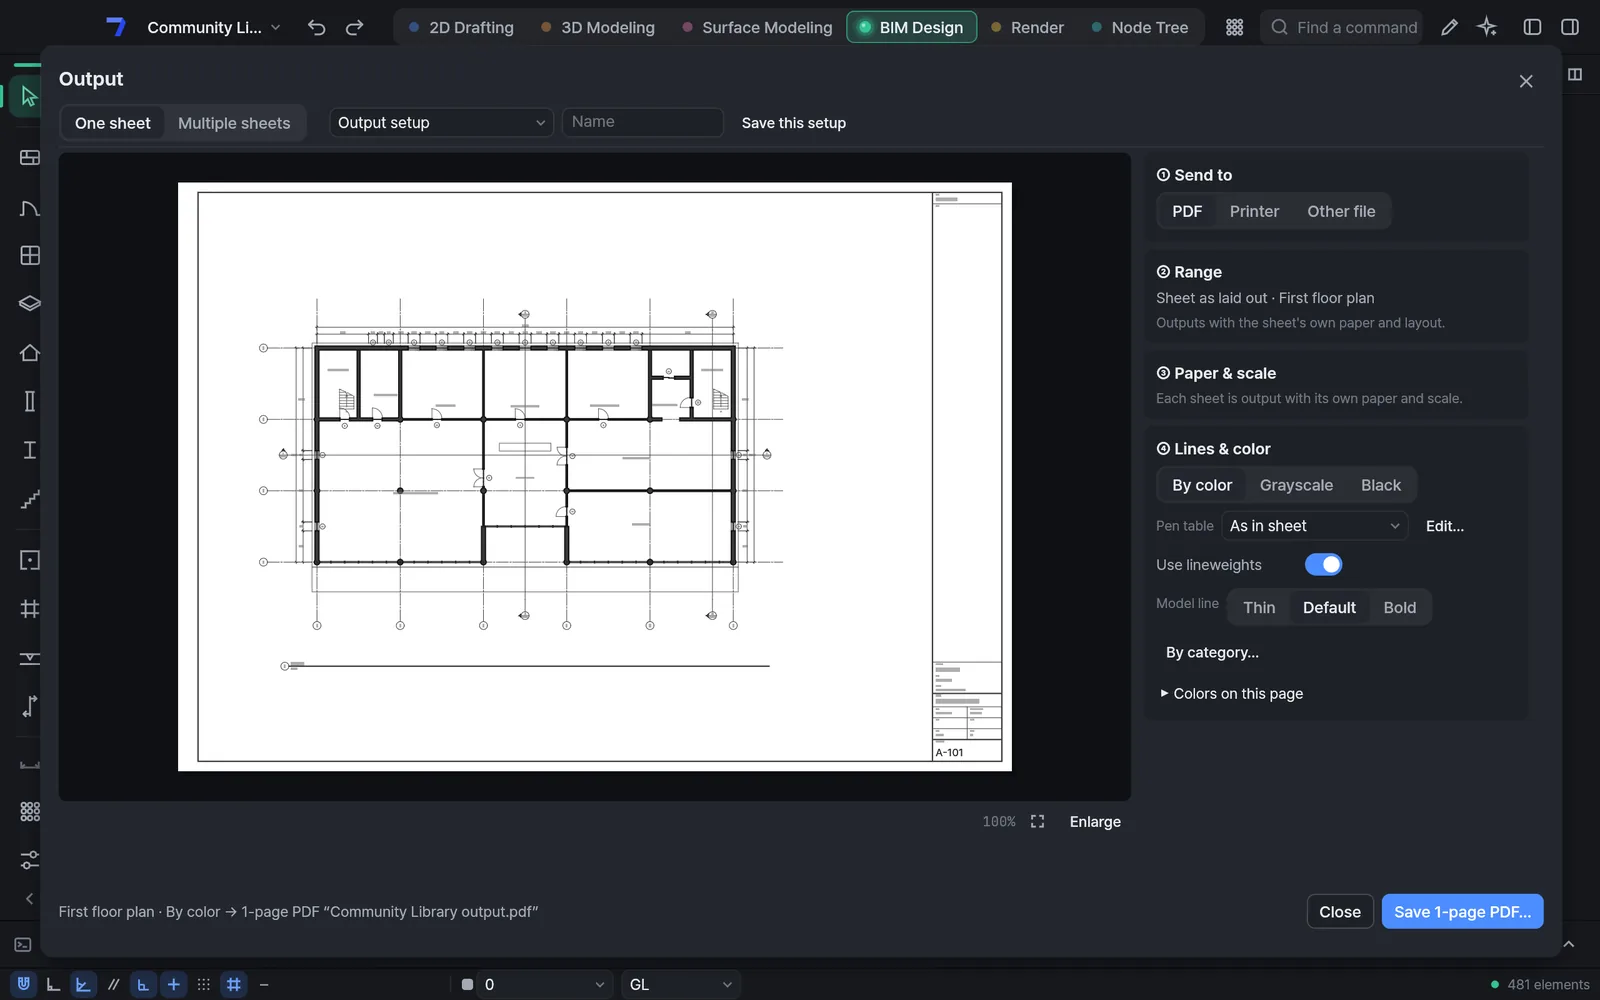 Community Li...
2D Drafting
3D Modeling
Surface Modeling
BIM Design
Render
Node Tree
Find a command
Output
One sheet
Multiple sheets
Output setup
Name
Save this setup
① Send to
PDF
Printer
Other file
② Range
Sheet as laid out · First floor plan
Outputs with the sheet's own paper and layout.
③ Paper & scale
Each sheet is output with its own paper and scale.
④ Lines & color
By color
Grayscale
Black
Pen table
As in sheet
Edit...
Use lineweights
Model line
Thin
Default
Bold
By category...
Colors on this page
A-101
100%
Enlarge
First floor plan · By color → 1-page PDF “Community Library output.pdf”
Close
Save 1-page PDF...
0
GL
481 elements